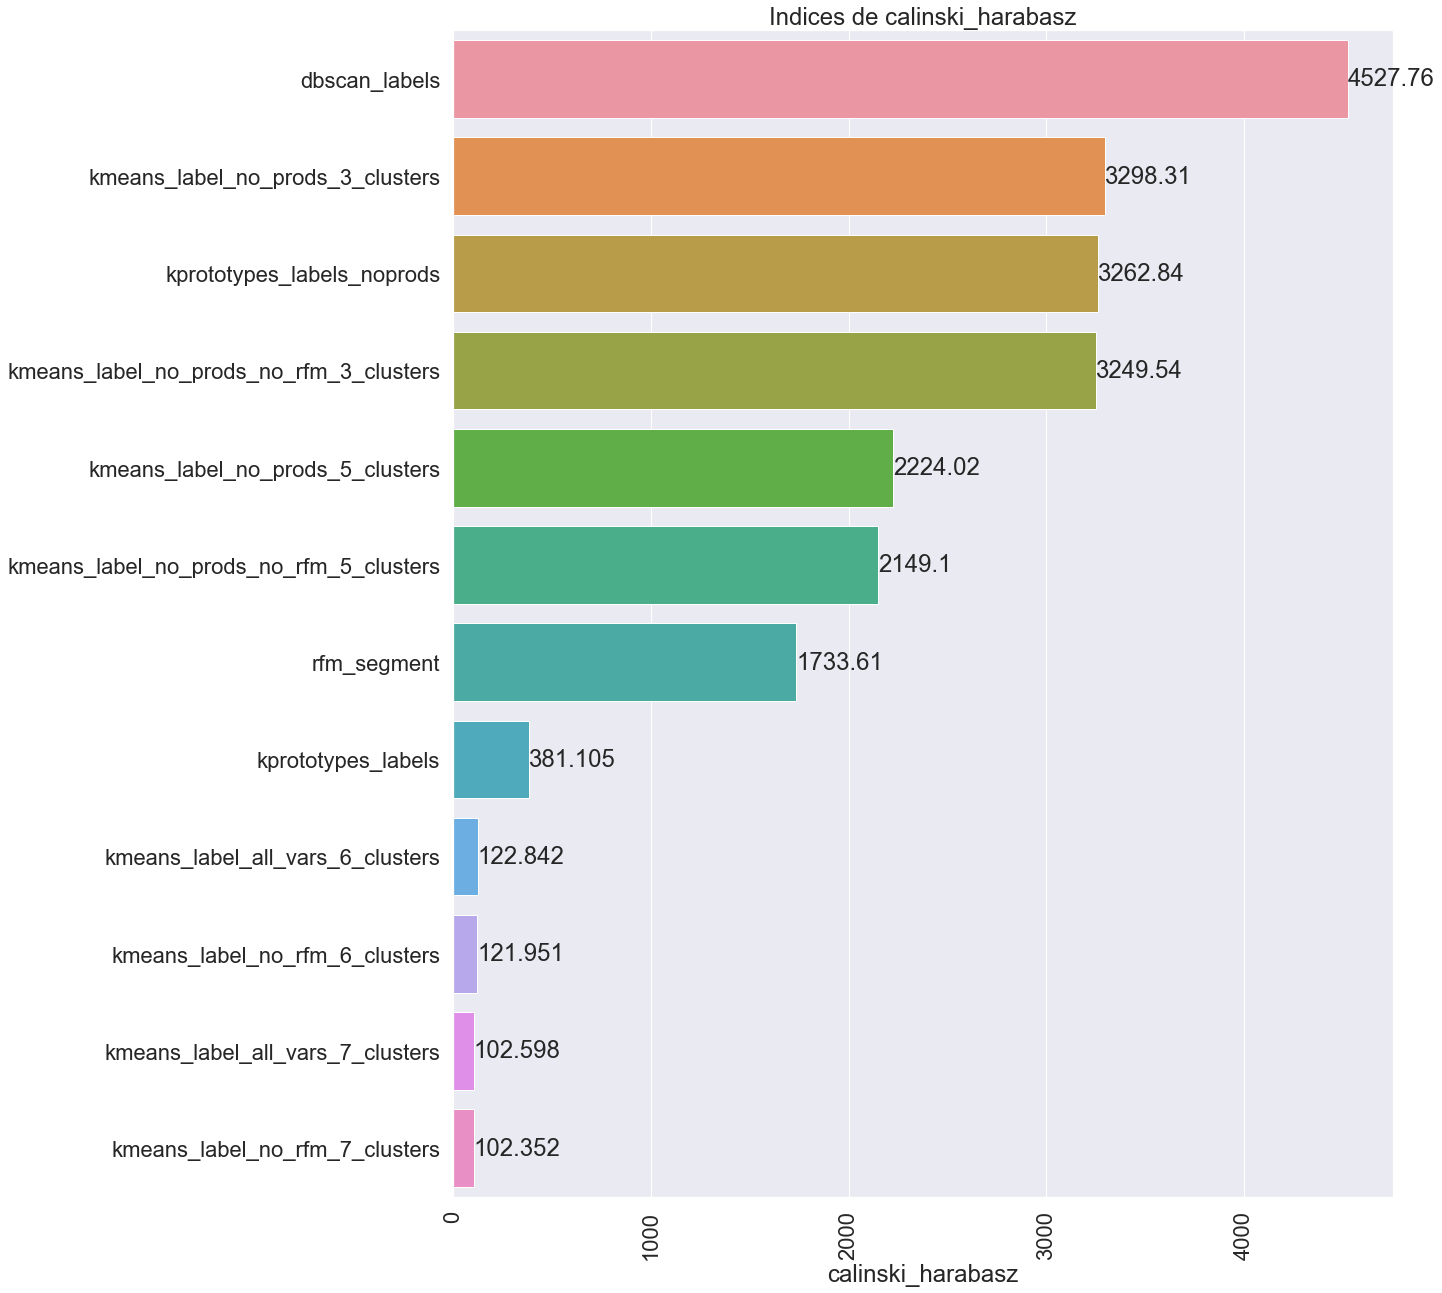 Indices de calinski_harabasz
dbscan_labels
4527.76
kmeans_label_no_prods_3_clusters
3298.31
kprototypes_labels_noprods
3262.84
kmeans_label_no_prods_no_rfm_3_clusters
3249.54
kmeans_label_no_prods_5_clusters
2224.02
kmeans_label_no_prods_no_rfm_5_clusters
2149.1
rfm_segment
1733.61
kprototypes_labels
381.105
kmeans_label_all_vars_6_clusters
122.842
kmeans_label_no_rfm_6_clusters
121.951
kmeans_label_all_vars_7_clusters
102.598
kmeans_label_no_rfm_7_clusters
102.352
0
1000
2000
3000
4000
calinski_harabasz